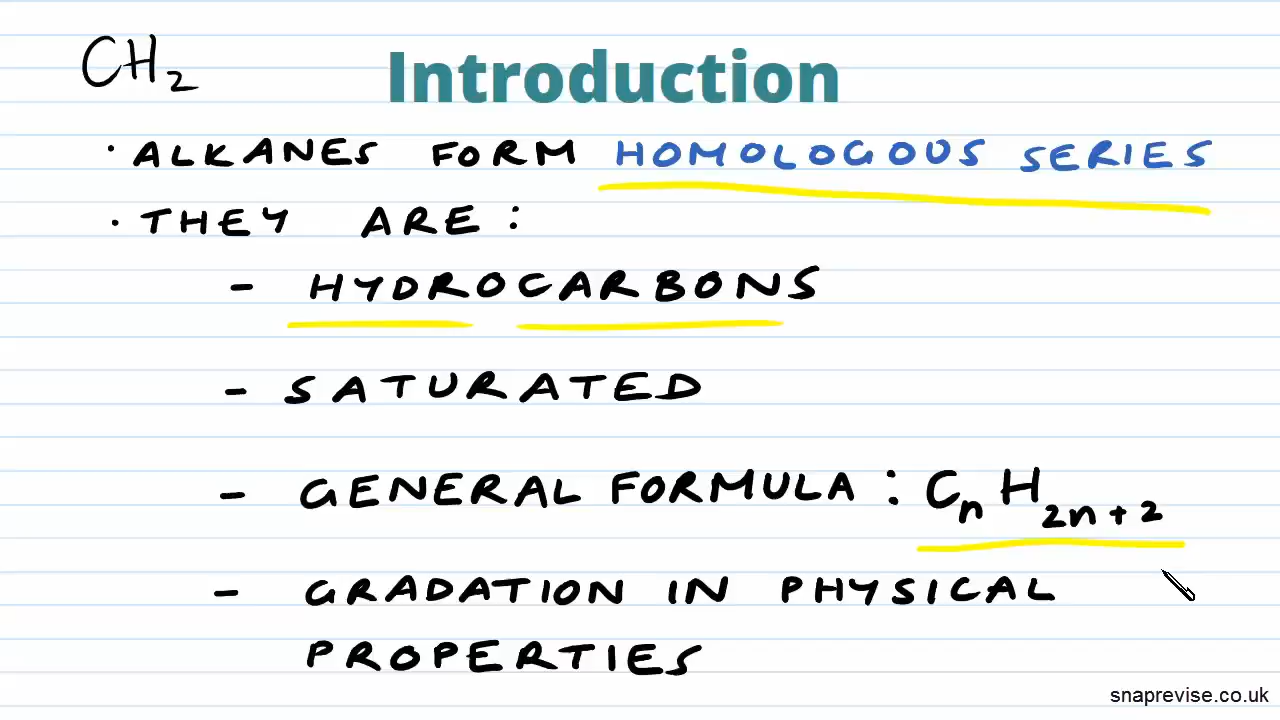 CH₂
Introduction
· ALKANES FORM HOMOLOGOUS SERIES
· THEY ARE :
- HYDROCARBONS
- SATURATED
- GENERAL FORMULA : CₙH₂ₙ₊₂
- GRADATION IN PHYSICAL
PROPERTIES
snaprevise.co.uk